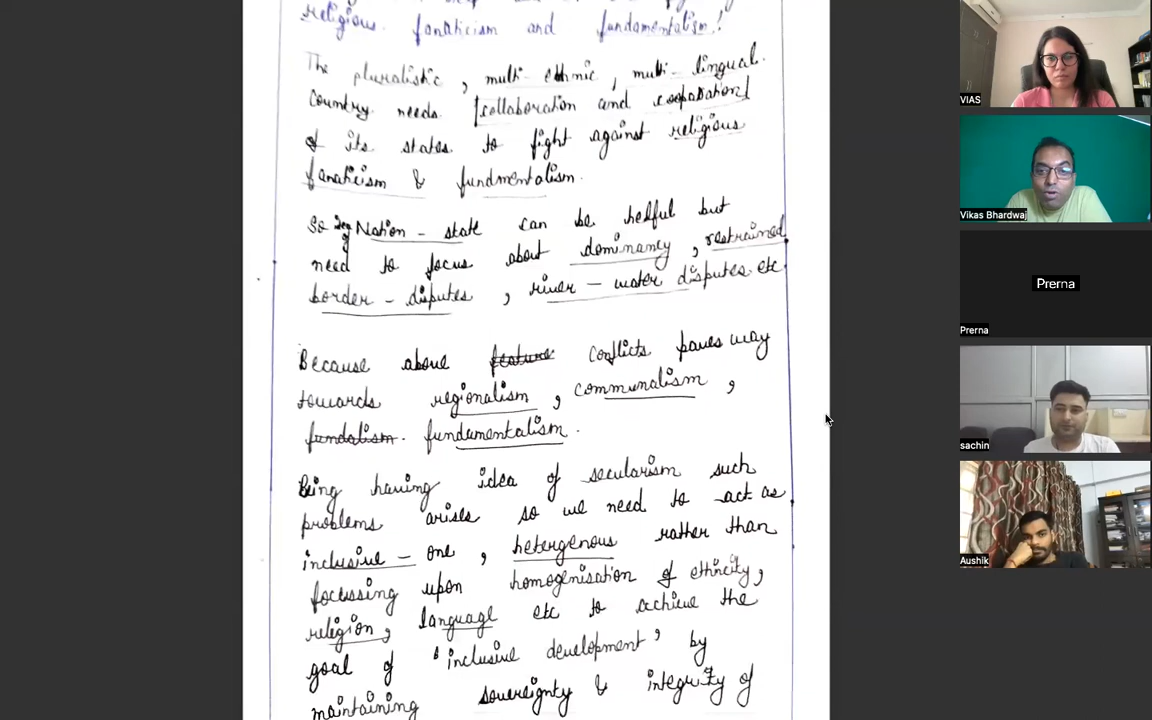 religious fanaticism and fundamentalism!
The pluralistic, multi-ethnic, multi-lingual.
Country needs [collaboration and cooparation]
of its states to fight against religious
fanaticism & fundmentalism.
So Nation-state can be helful but
need to focus about dominancy, restrained
border-disputes, river-water disputes etc
Because above feature conflicts paves way
towards regionalism, communalism,
fundalism. fundamentalism.
Being having idea of secularism such
problems arises so we need to act as
inclusive-one, hetergenous rather than
focussing upon homogenisation of ethnicity,
religion, language etc to achieve the
goal of 'inclusive development' by
maintaining sovereignty & integrity of
VIAS
Vikas Bhardwaj
Prerna
Prerna
sachin
Aushik